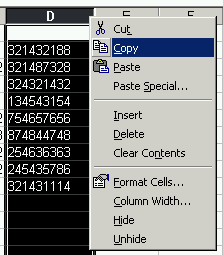 D
321432188
321487328
324321432
134543154
754657656
874844748
254636363
245435786
321431114
Cut
Copy
Paste
Paste Special...
Insert
Delete
Clear Contents
Format Cells...
Column Width...
Hide
Unhide